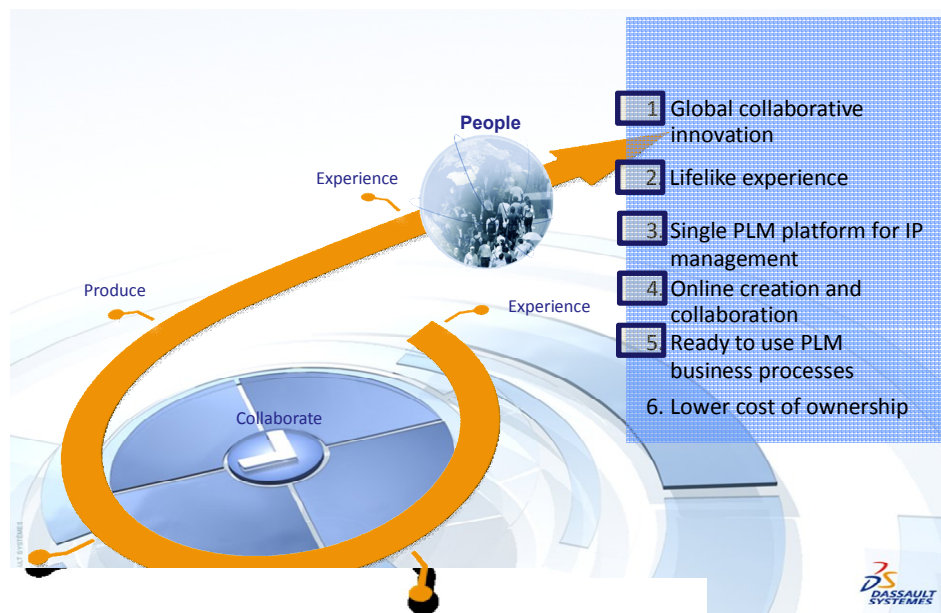 People
Experience
Produce
Experience
Collaborate
1. Global collaborative
innovation
2. Lifelike experience
3. Single PLM platform for IP
management
4. Online creation and
collaboration
5. Ready to use PLM
business processes
6. Lower cost of ownership
DASSAULT
SYSTEMES